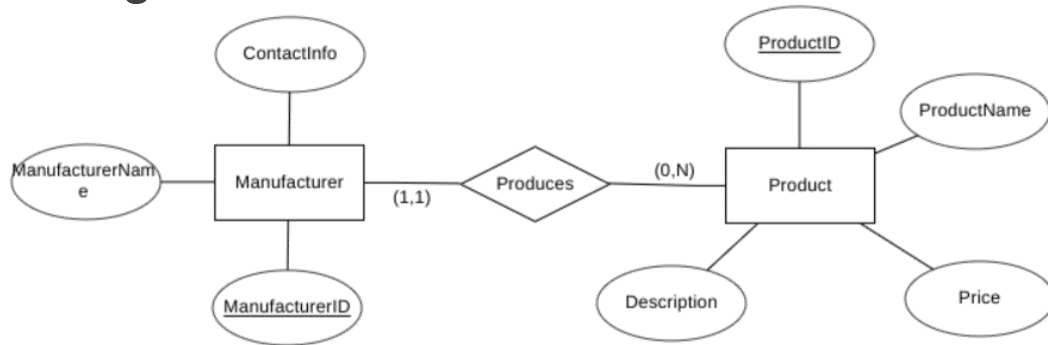 ContactInfo
ProductID
ProductName
ManufacturerNam
e
Manufacturer
(1,1)
Produces
(0,N)
Product
ManufacturerID
Description
Price